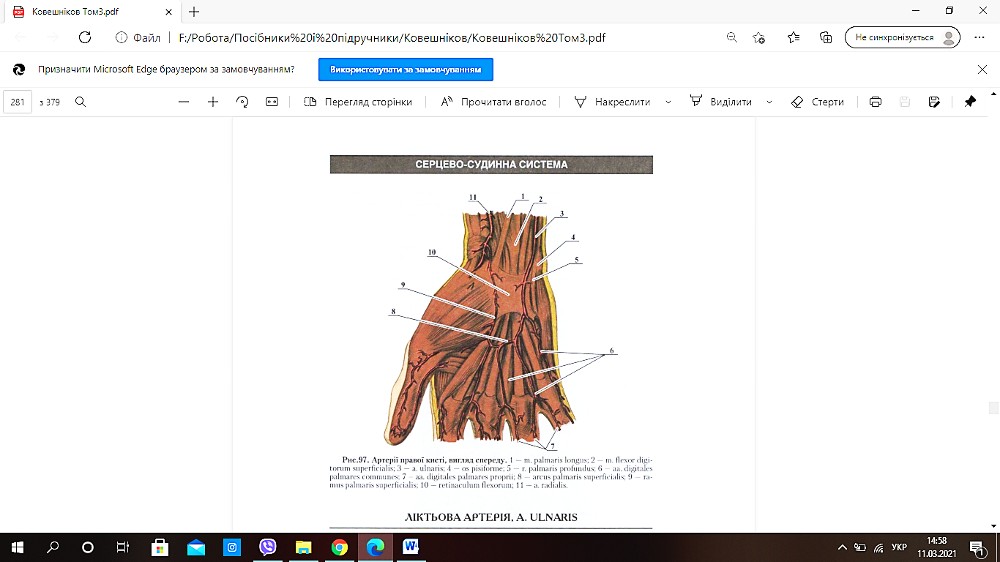 Ковешніков Том3.pdf
Файл
F:/Робота/Посібники%20і%20підручники/Ковешніков/Ковешніков%20Том3.pdf
Не синхронізується
Призначити Microsoft Edge браузером за замовчуванням?
Використовувати за замовчуванням
281 з 379
Перегляд сторінки
Прочитати вголос
Накреслити
Виділити
Стерти
СЕРЦЕВО-СУДИННА СИСТЕМА
11 1 2
3
4
10 5
9
8
6
7
Рис.97. Артерії правої кисті, вигляд спереду. 1 – m. palmaris longus; 2 – m. flexor digi-
torum superficialis; 3 – a. ulnaris; 4 – os pisiforme; 5 – r. palmaris profundus; 6 – aa. digitales
palmares communes; 7 – aa. digitales palmares proprii; 8 – arcus palmaris superficialis; 9 – ra-
mus palmaris superficialis; 10 – retinaculum flexorum; 11 – a. radialis.
ЛІКТЬОВА АРТЕРІЯ, A. ULNARIS
УКР
14:58
11.03.2021
1